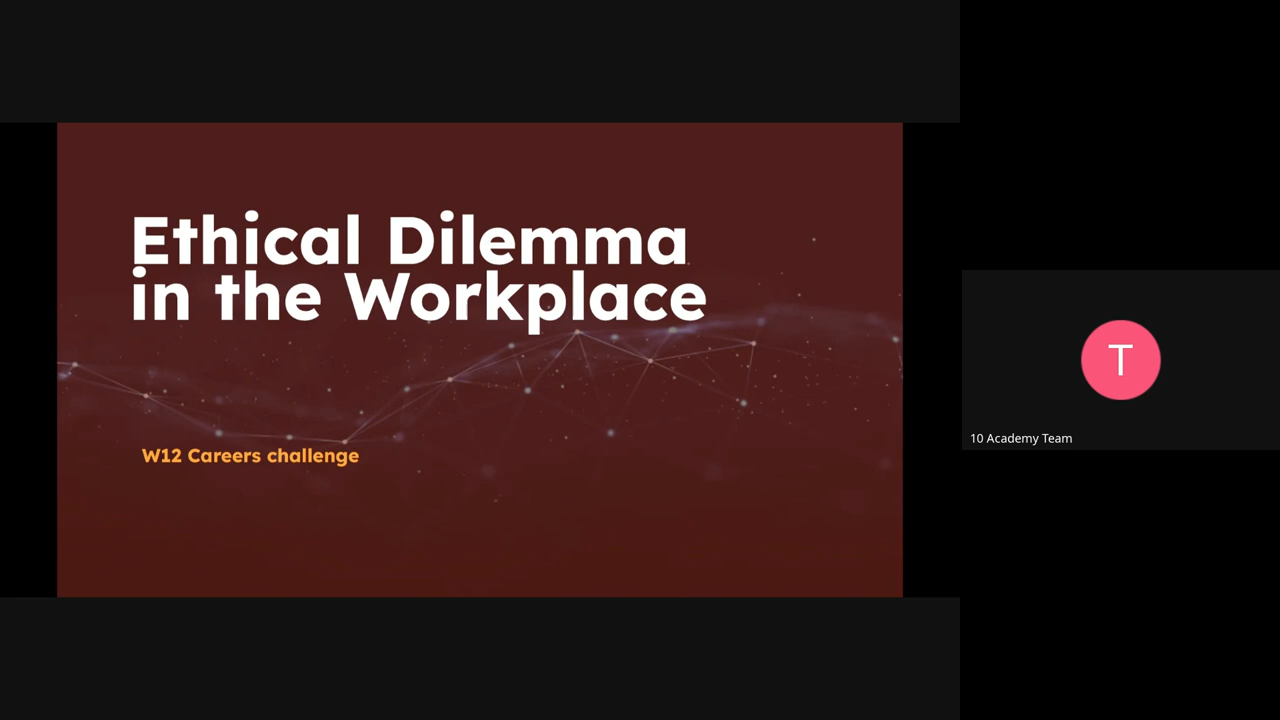 Ethical Dilemma
in the Workplace
W12 Careers challenge
T
10 Academy Team